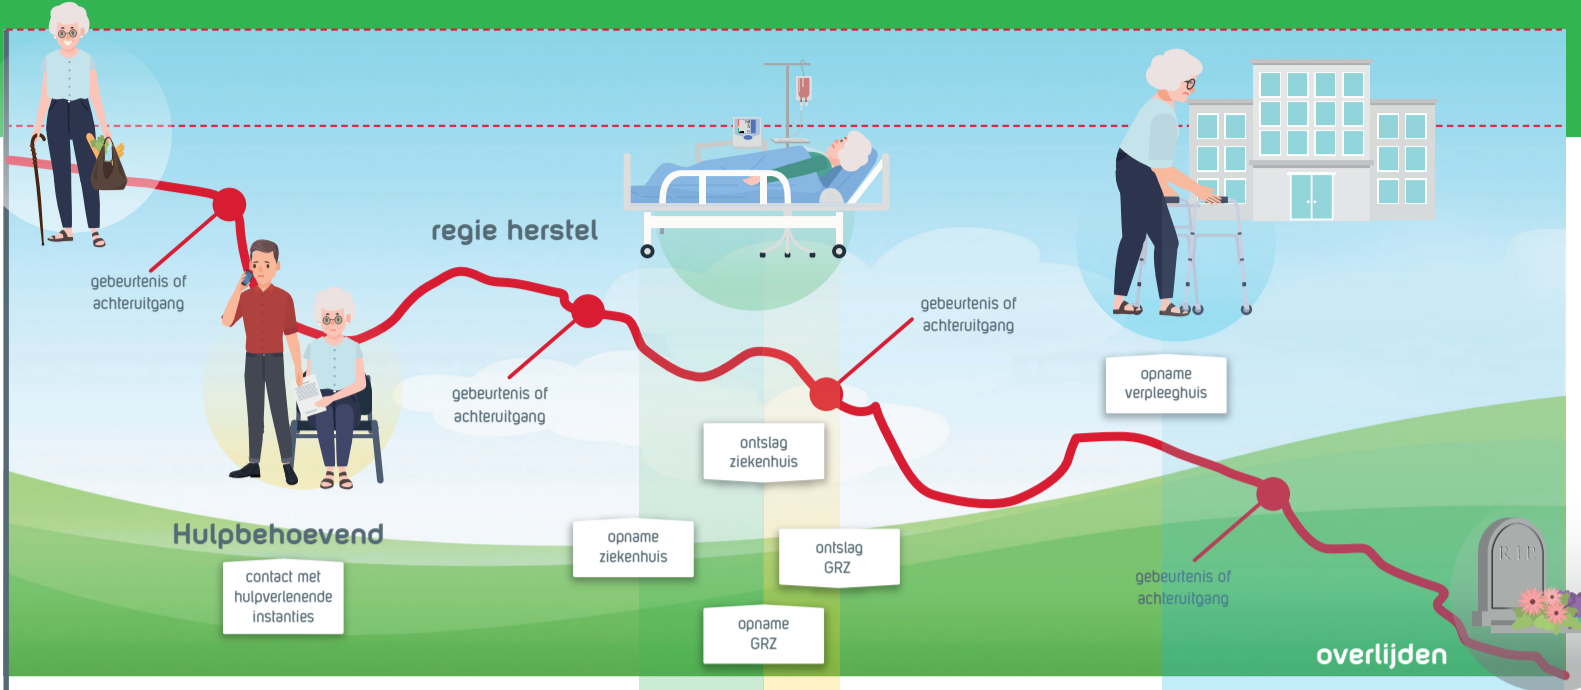 gebeurtenis of
achteruitgang
regie herstel
gebeurtenis of
achteruitgang
gebeurtenis of
achteruitgang
opname
verpleeghuis
ontslag
ziekenhuis
Hulpbehoevend
contact met
hulpverlenende
instanties
opname
ziekenhuis
ontslag
GRZ
opname
GRZ
gebeurtenis of
achteruitgang
R.I.P.
overlijden